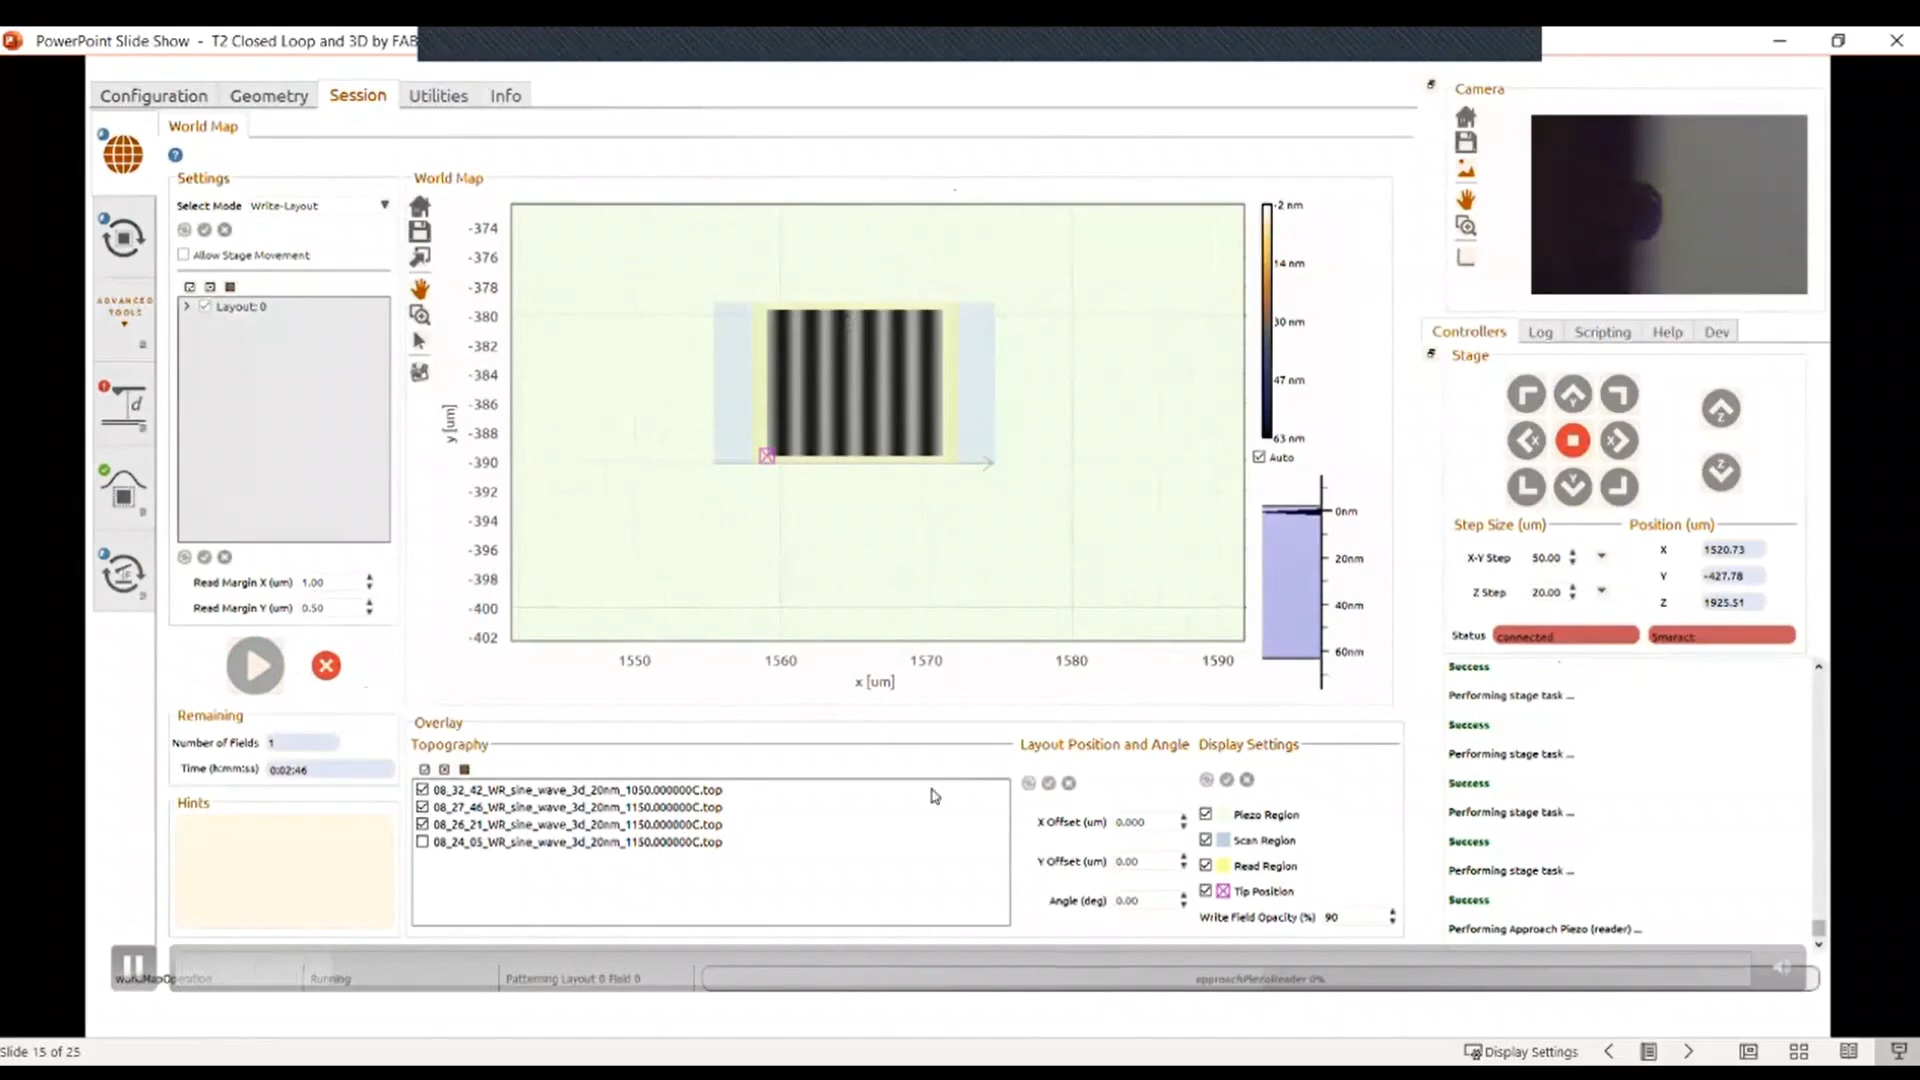 PowerPoint Slide Show - T2 Closed Loop and 3D by FAB
Configuration Geometry Session Utilities Info
World Map
Settings
Select Mode Write-Layout
Allow Stage Movement
Layout: 0
ADVANCED
TOOLS
d
Read Margin X (um) 1.00
Read Margin Y (um) 0.50
Remaining
Number of Fields 1
Time (h:mm:ss) 0:02:46
Hints
World Map
-374
-376
-378
-380
-382
-384
-386
-388
-390
-392
-394
-396
-398
-400
-402
y [um]
1550 1560 1570 1580 1590
x [um]
-2 nm
14 nm
30 nm
47 nm
63 nm
Auto
0nm
20nm
40nm
60nm
Overlay
Topography
08_32_42_WR_sine_wave_3d_20nm_1050.000000C.top
08_27_46_WR_sine_wave_3d_20nm_1150.000000C.top
08_26_21_WR_sine_wave_3d_20nm_1150.000000C.top
08_24_05_WR_sine_wave_3d_20nm_1150.000000C.top
Layout Position and Angle
X Offset (um) 0.000
Y Offset (um) 0.00
Angle (deg) 0.00
Display Settings
Piezo Region
Scan Region
Read Region
Tip Position
Write Field Opacity (%) 90
Camera
Controllers Log Scripting Help Dev
Stage
Y
X X
Y
Z
Z
Step Size (um) Position (um)
X-Y Step 50.00 X 1520.73
Y -427.78
Z Step 20.00 Z 1925.51
Status connected Smaract
Success
Performing stage task ...
Success
Performing stage task ...
Success
Performing stage task ...
Success
Performing stage task ...
Success
Performing Approach Piezo (reader) ...
worldMapOperation Running Patterning Layout 0 Field 0 approachPiezoReader 0%
Slide 15 of 25 Display Settings